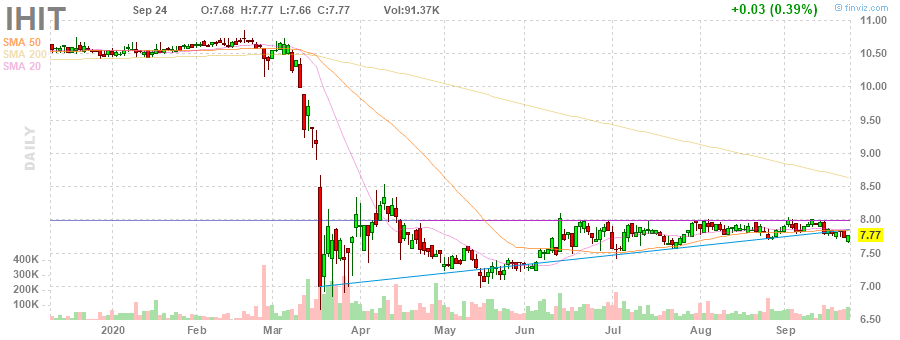 IHIT Sep 24 O:7.68 H:7.77 L:7.66 C:7.77 Vol:91.37K +0.03 (0.39%) © finviz.com
SMA 50
SMA 200
SMA 20
DAILY
11.00
10.50
10.00
9.50
9.00
8.50
8.00
7.77
7.50
7.00
6.50
400K
300K
200K
100K
2020 Feb Mar Apr May Jun Jul Aug Sep